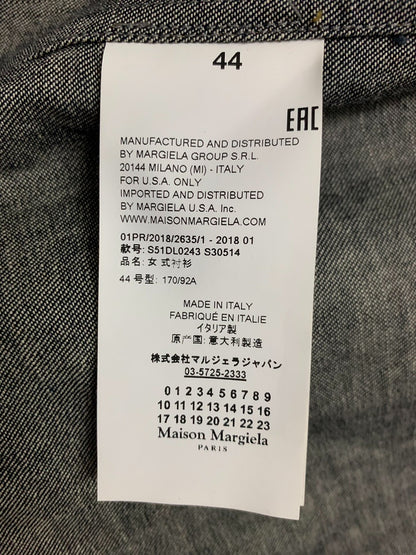 44
EAC
MANUFACTURED AND DISTRIBUTED
BY MARGIELA GROUP S.R.L.
20144 MILANO (MI) - ITALY
FOR U.S.A. ONLY
IMPORTED AND DISTRIBUTED
BY MARGIELA U.S.A. Inc.
WWW.MAISONMARGIELA.COM
01PR/2018/2635/1 - 2018 01
款号: S51DL0243 S30514
品名: 女式衬衫
44 号型: 170/92A
MADE IN ITALY
FABRIQUÉ EN ITALIE
イタリア製
原产国: 意大利製造
株式会社マルジェラジャパン
03-5725-2333
0 1 2 3 4 5 6 7 8 9
10 11 12 13 14 15 16
17 18 19 20 21 22 23
Maison Margiela
PARIS